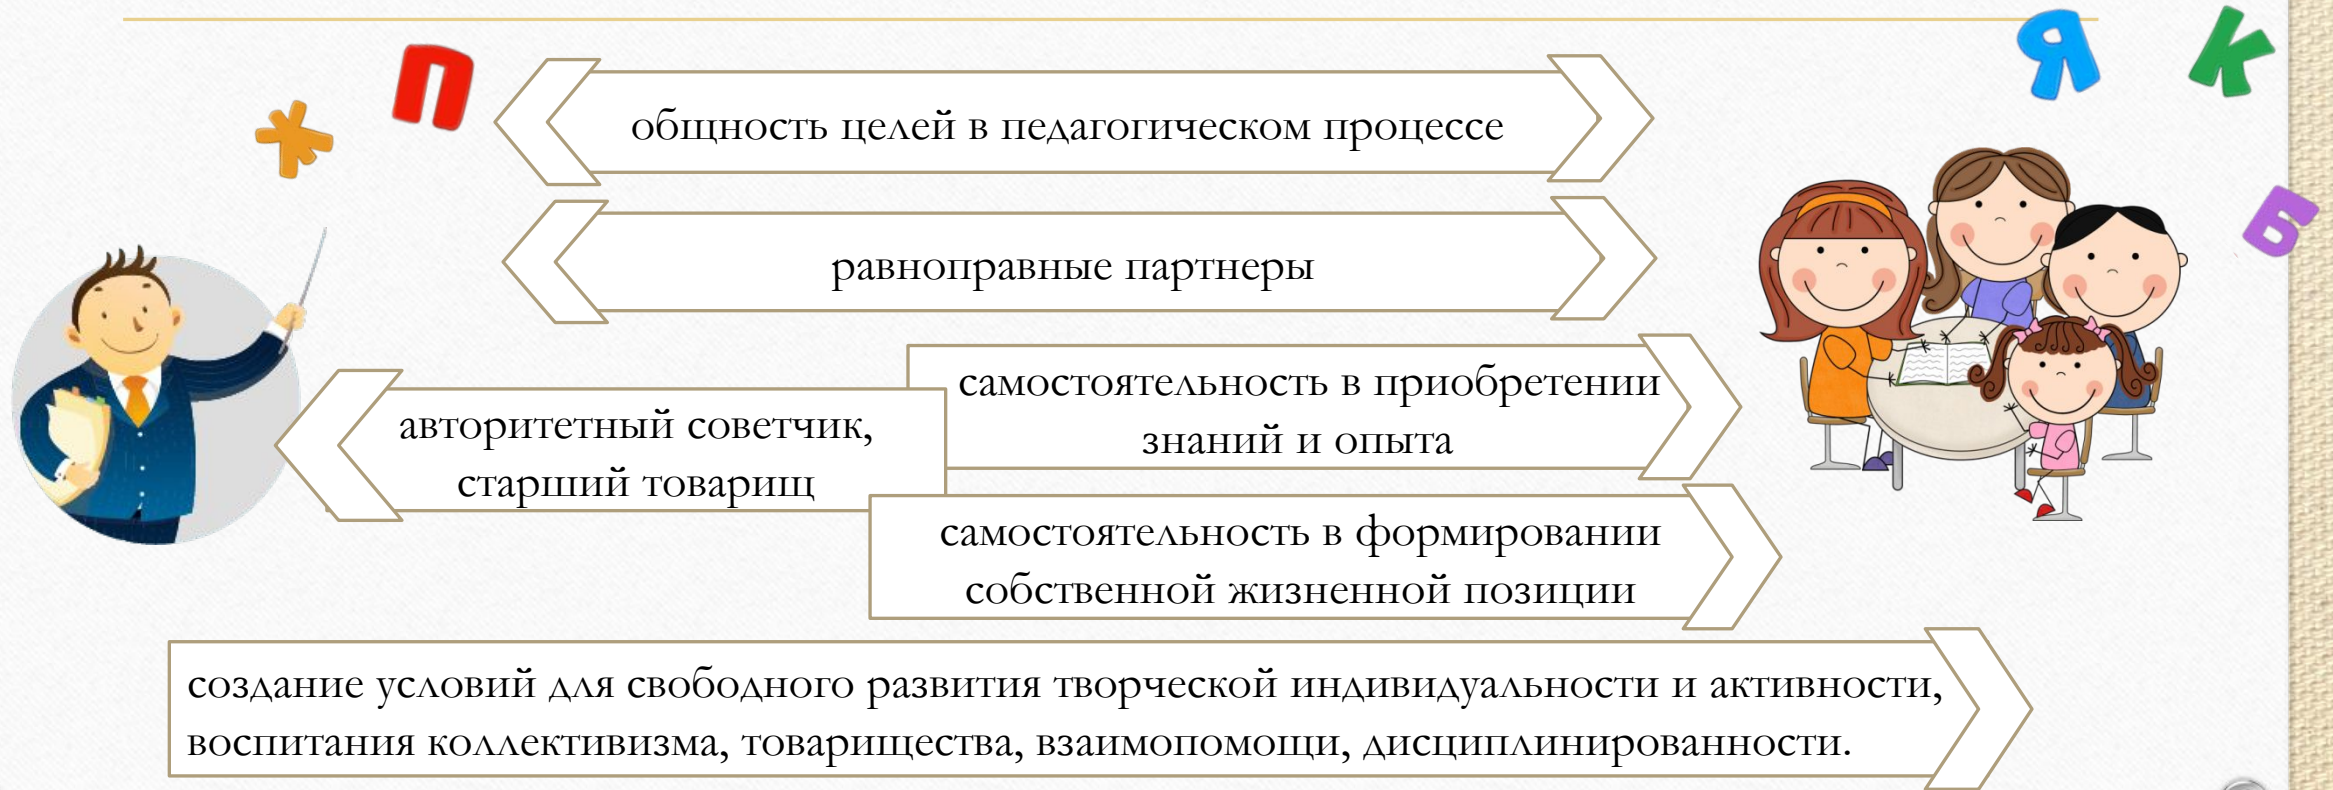 П
Я
К
Ж
Б
общность целей в педагогическом процессе
равноправные партнеры
авторитетный советчик,
старший товарищ
самостоятельность в приобретении
знаний и опыта
самостоятельность в формировании
собственной жизненной позиции
создание условий для свободного развития творческой индивидуальности и активности,
воспитания коллективизма, товарищества, взаимопомощи, дисциплинированности.